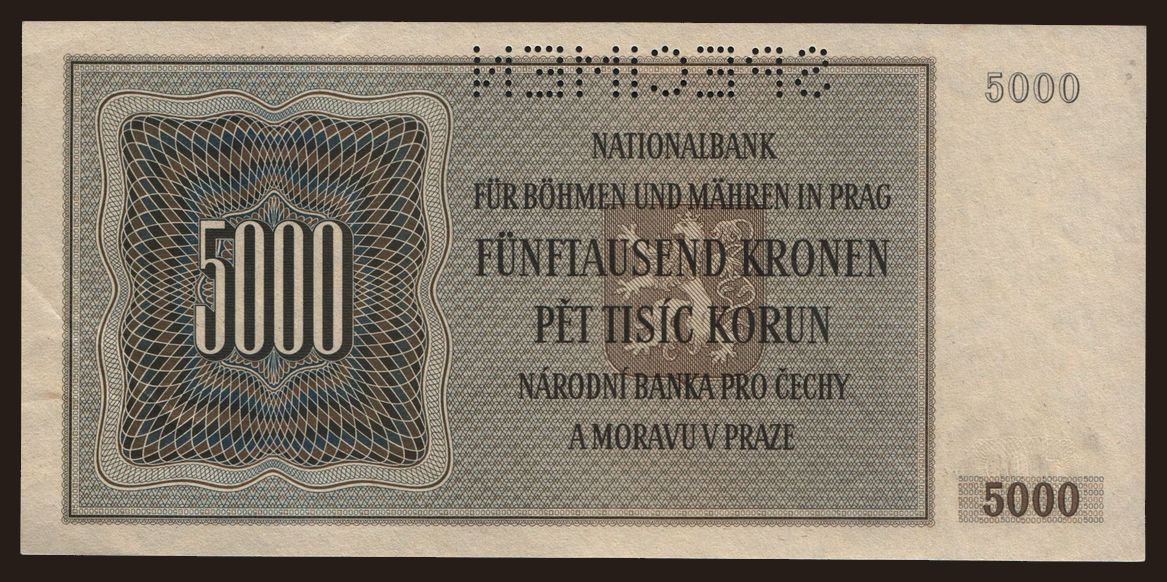 SPECIMEN
5000
NATIONALBANK
FÜR BÖHMEN UND MÄHREN IN PRAG
FÜNFTAUSEND KRONEN
PĚT TISÍC KORUN
NÁRODNÍ BANKA PRO ČECHY
A MORAVU V PRAZE
5000
5000